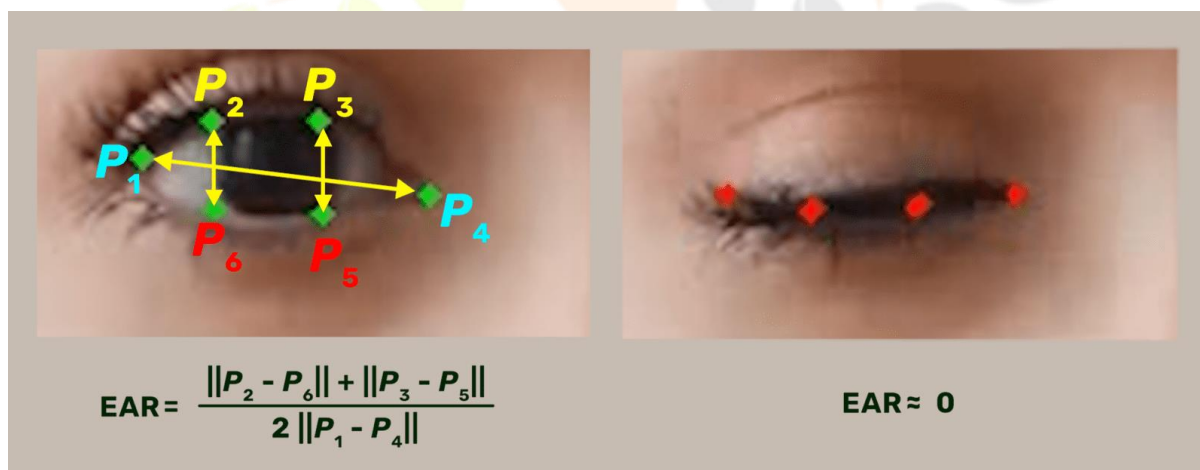 P₂ P₃
P₁
P₄
P₆ P₅
EAR = (||P₂ - P₆|| + ||P₃ - P₅||) / (2 ||P₁ - P₄||)
EAR ≈ 0